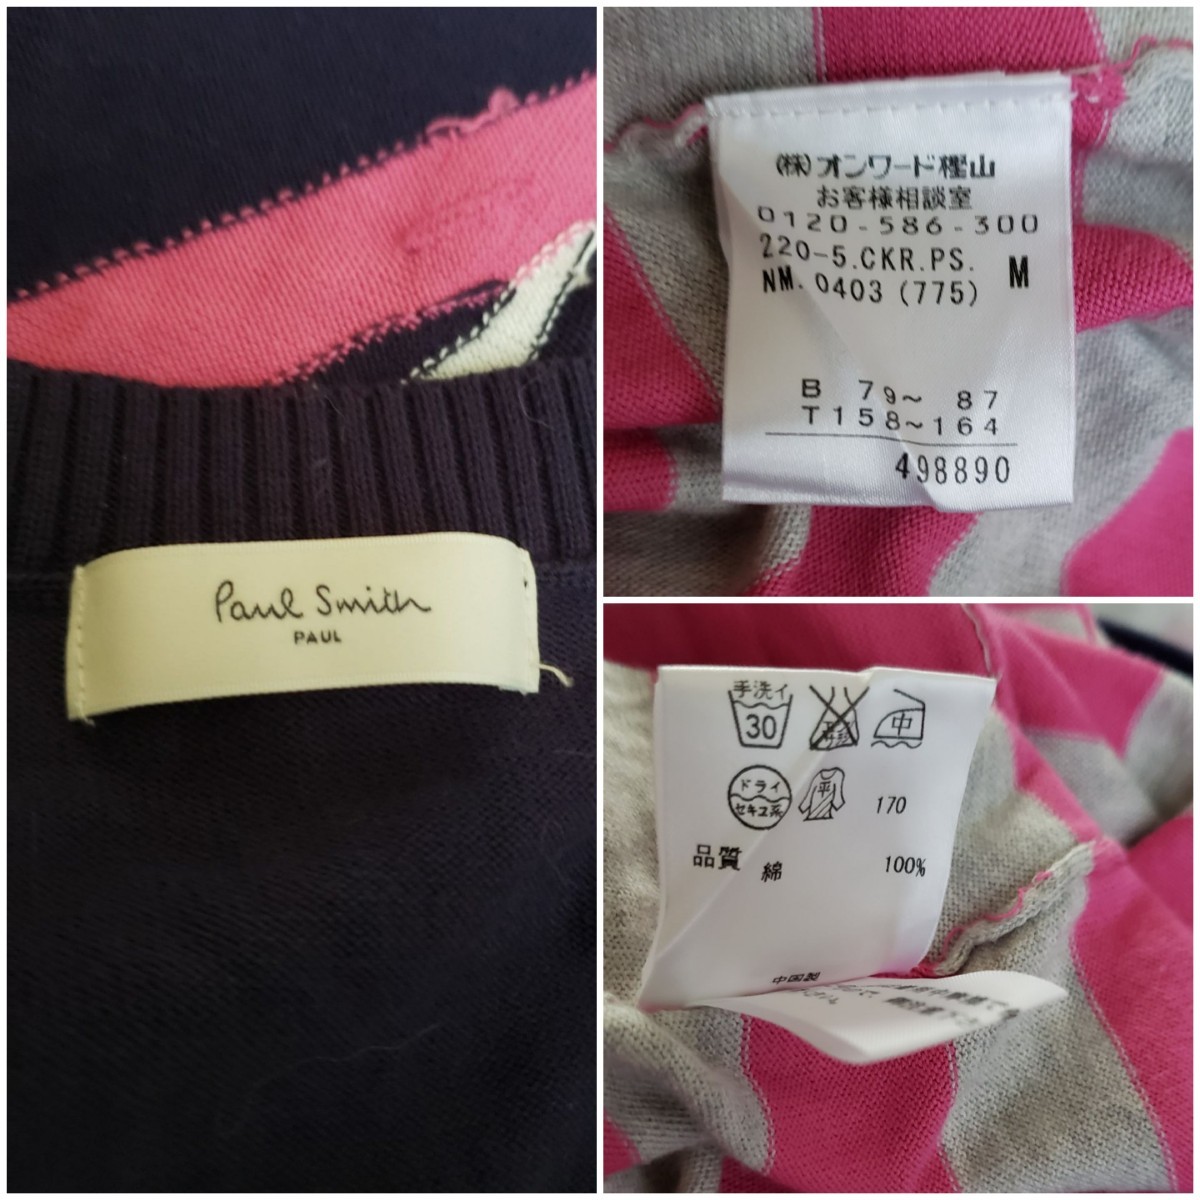 Paul Smith
PAUL
(株)オンワード樫山
お客様相談室
0120-586-300
220-5.CKR.PS. M
NM. 0403 (775)
B 79～ 87
T158～164
498890
手洗イ
30 中
ドライ 平
セキユ系 170
品質 綿 100%
中国製